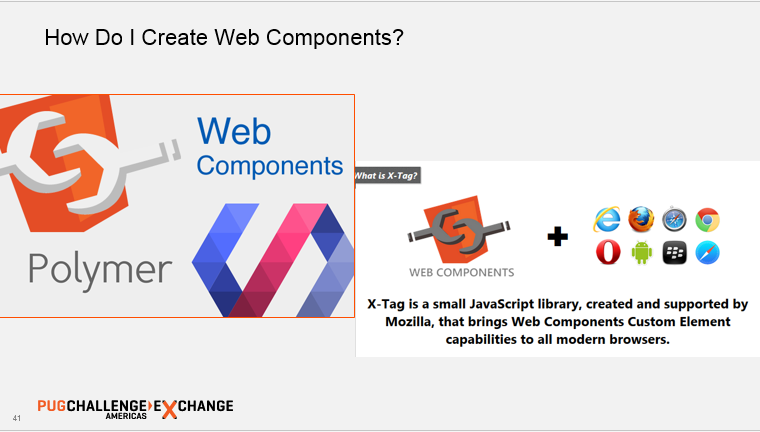 How Do I Create Web Components?
Web
Components
Polymer
What is X-Tag?
WEB COMPONENTS
X-Tag is a small JavaScript library, created and supported by
Mozilla, that brings Web Components Custom Element
capabilities to all modern browsers.
41
PUGCHALLENGE EXCHANGE
AMERICAS